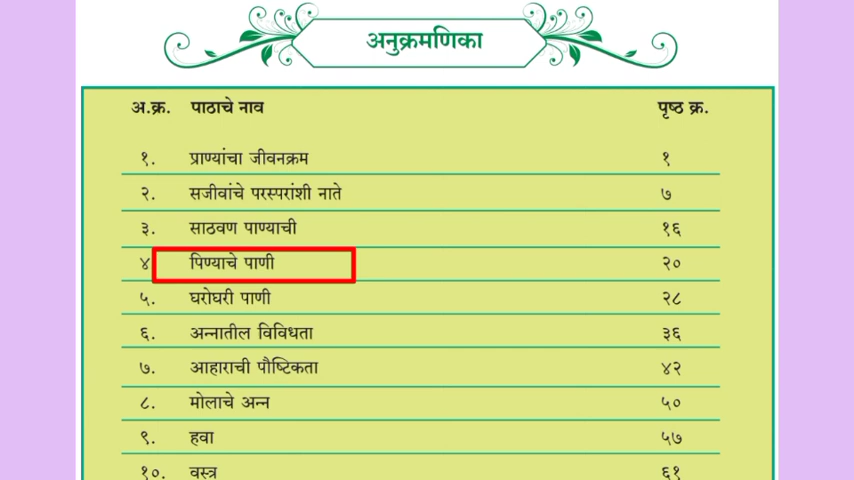 अनुक्रमणिका
अ.क्र. पाठाचे नाव पृष्ठ क्र.
१. प्राण्यांचा जीवनक्रम १
२. सजीवांचे परस्परांशी नाते ७
३. साठवण पाण्याची १६
४ पिण्याचे पाणी २०
५. घरोघरी पाणी २८
६. अन्नातील विविधता ३६
७. आहाराची पौष्टिकता ४२
८. मोलाचे अन्न ५०
९. हवा ५७
१०. वस्त्र ६१